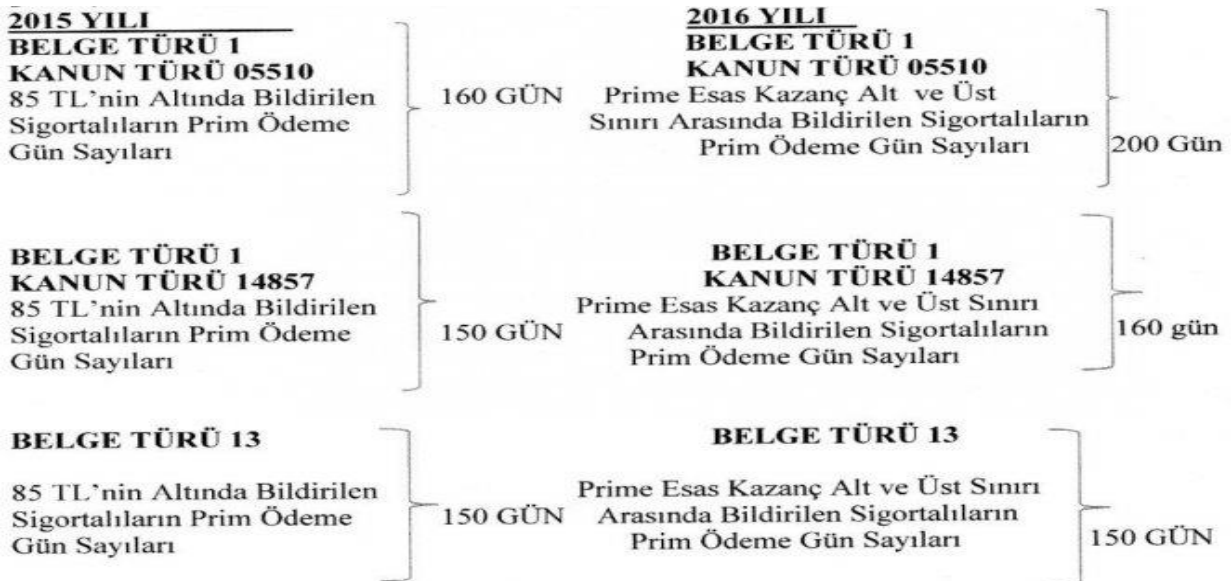 2015 YILI
BELGE TÜRÜ 1
KANUN TÜRÜ 05510
85 TL'nin Altında Bildirilen
Sigortalıların Prim Ödeme
Gün Sayıları
160 GÜN
2016 YILI
BELGE TÜRÜ 1
KANUN TÜRÜ 05510
Prime Esas Kazanç Alt ve Üst
Sınırı Arasında Bildirilen Sigortalıların
Prim Ödeme Gün Sayıları
200 Gün
BELGE TÜRÜ 1
KANUN TÜRÜ 14857
85 TL'nin Altında Bildirilen
Sigortalıların Prim Ödeme
Gün Sayıları
150 GÜN
BELGE TÜRÜ 1
KANUN TÜRÜ 14857
Prime Esas Kazanç Alt ve Üst Sınırı
Arasında Bildirilen Sigortalıların
Prim Ödeme Gün Sayıları
160 gün
BELGE TÜRÜ 13
85 TL'nin Altında Bildirilen
Sigortalıların Prim Ödeme
Gün Sayıları
150 GÜN
BELGE TÜRÜ 13
Prime Esas Kazanç Alt ve Üst Sınırı
Arasında Bildirilen Sigortalıların
Prim Ödeme Gün Sayıları
150 GÜN